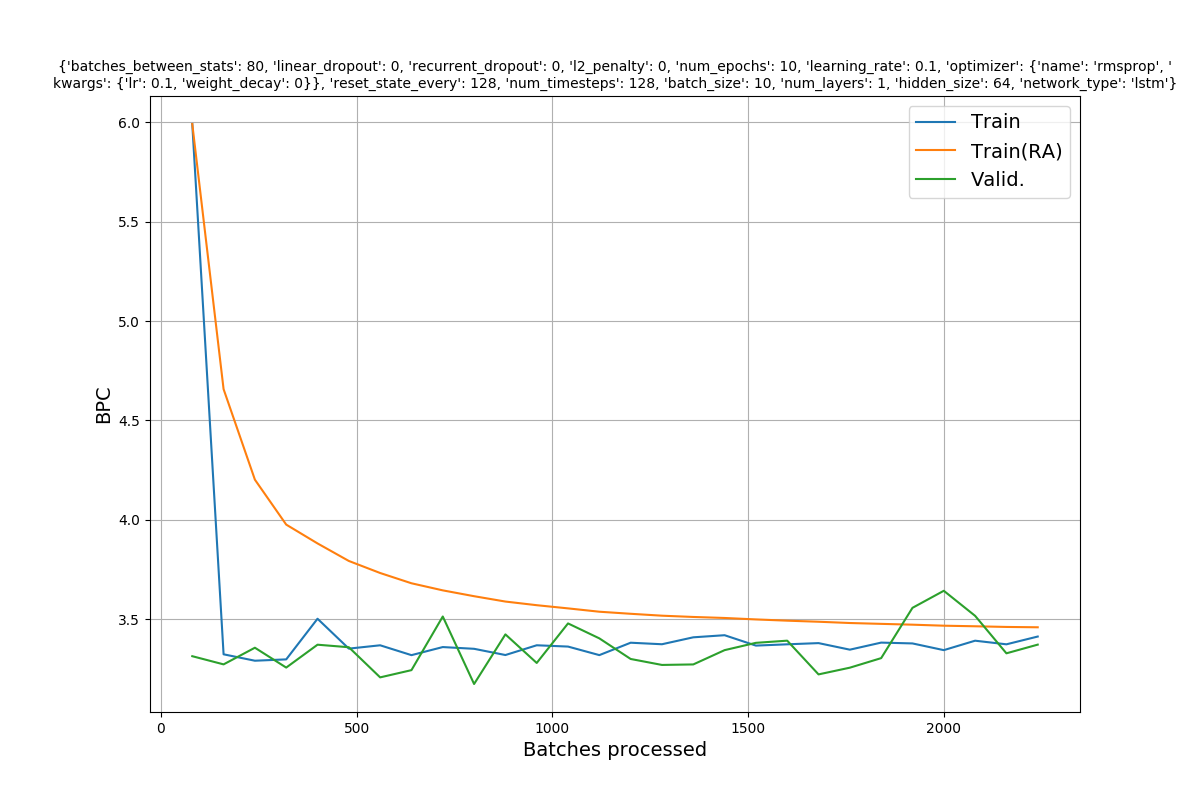 {'batches_between_stats': 80, 'linear_dropout': 0, 'recurrent_dropout': 0, 'l2_penalty': 0, 'num_epochs': 10, 'learning_rate': 0.1, 'optimizer': {'name': 'rmsprop', '
kwargs': {'lr': 0.1, 'weight_decay': 0}}, 'reset_state_every': 128, 'num_timesteps': 128, 'batch_size': 10, 'num_layers': 1, 'hidden_size': 64, 'network_type': 'lstm'}
Train
Train(RA)
Valid.
6.0
5.5
5.0
4.5
4.0
3.5
BPC
0 500 1000 1500 2000
Batches processed